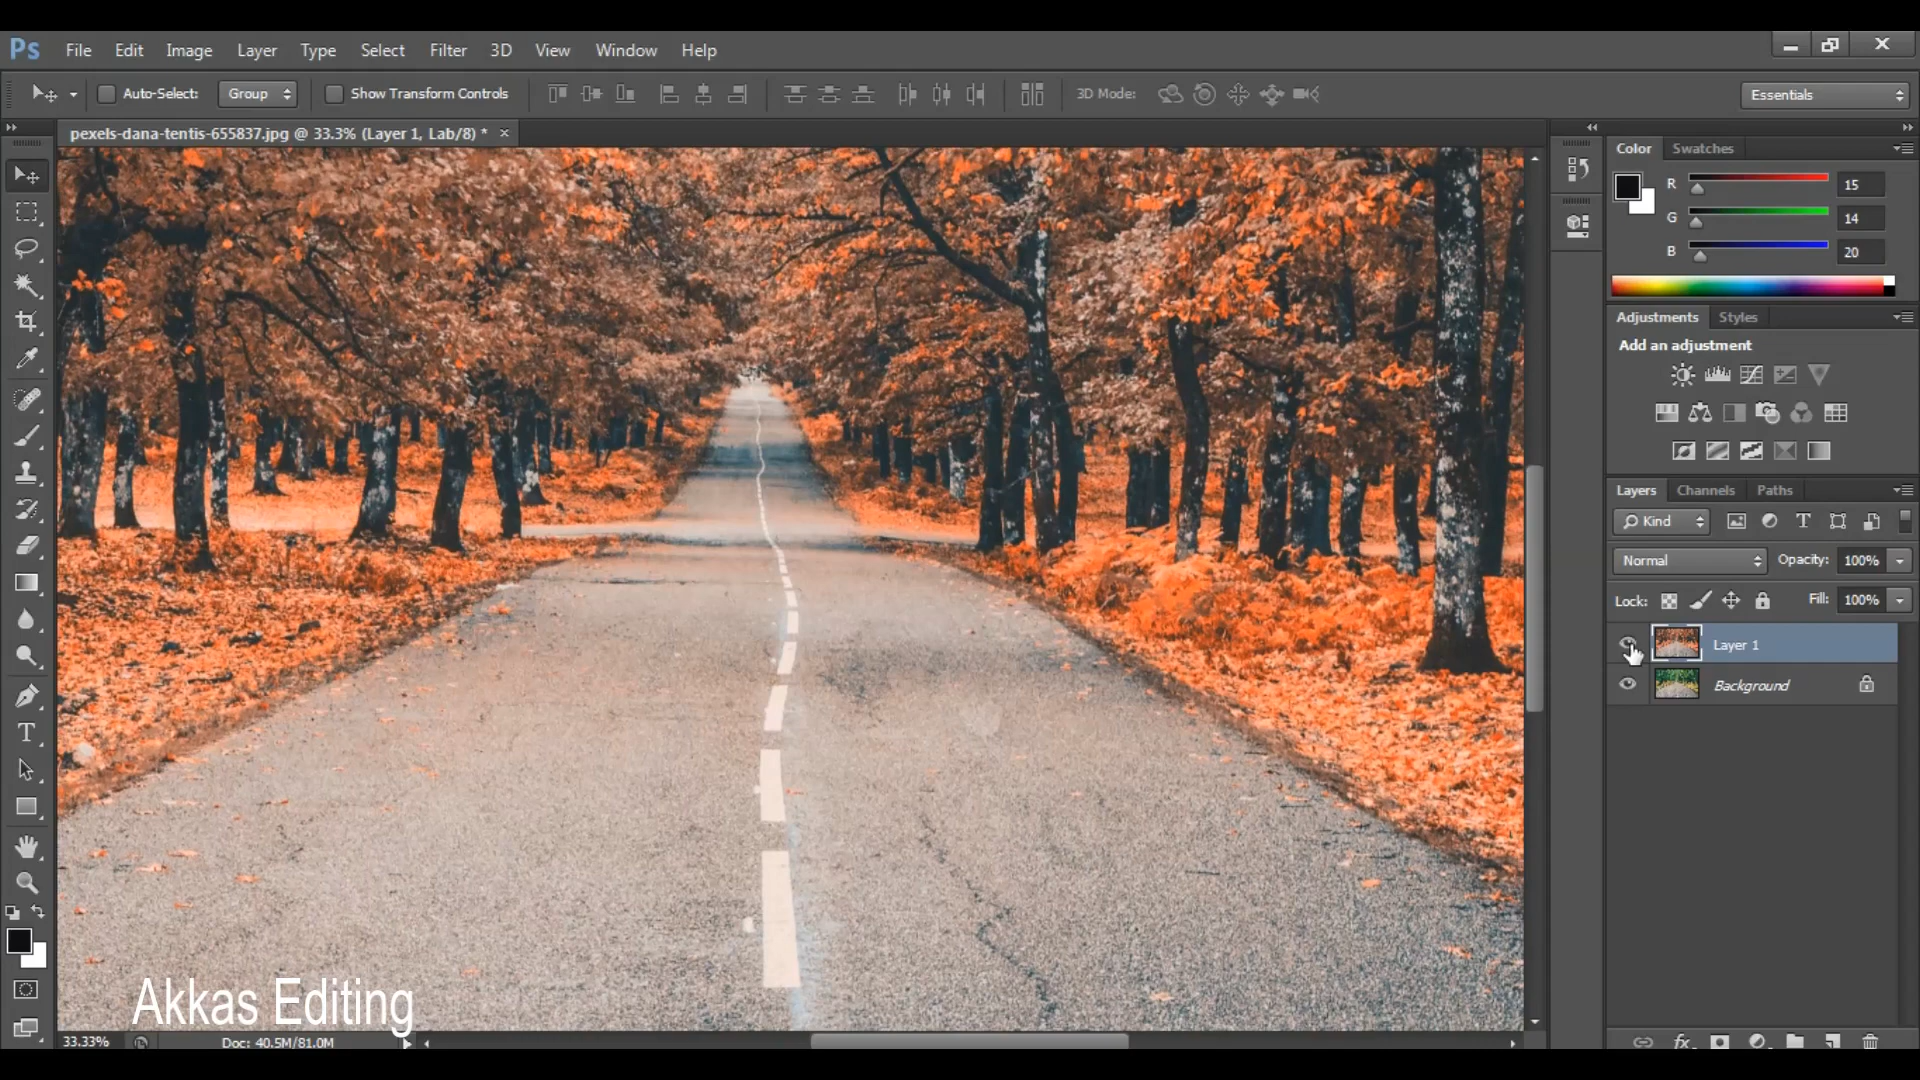 Ps File Edit Image Layer Type Select Filter 3D View Window Help
Auto-Select: Group Show Transform Controls 3D Mode: Essentials
pexels-dana-tentis-655837.jpg @ 33.3% (Layer 1, Lab/8) * ×
Color Swatches
R 15
G 14
B 20
Adjustments Styles
Add an adjustment
Layers Channels Paths
Kind
Normal Opacity: 100%
Lock: Fill: 100%
Layer 1
Background
Akkas Editing
33.33% Doc: 40.5M/81.0M
fx